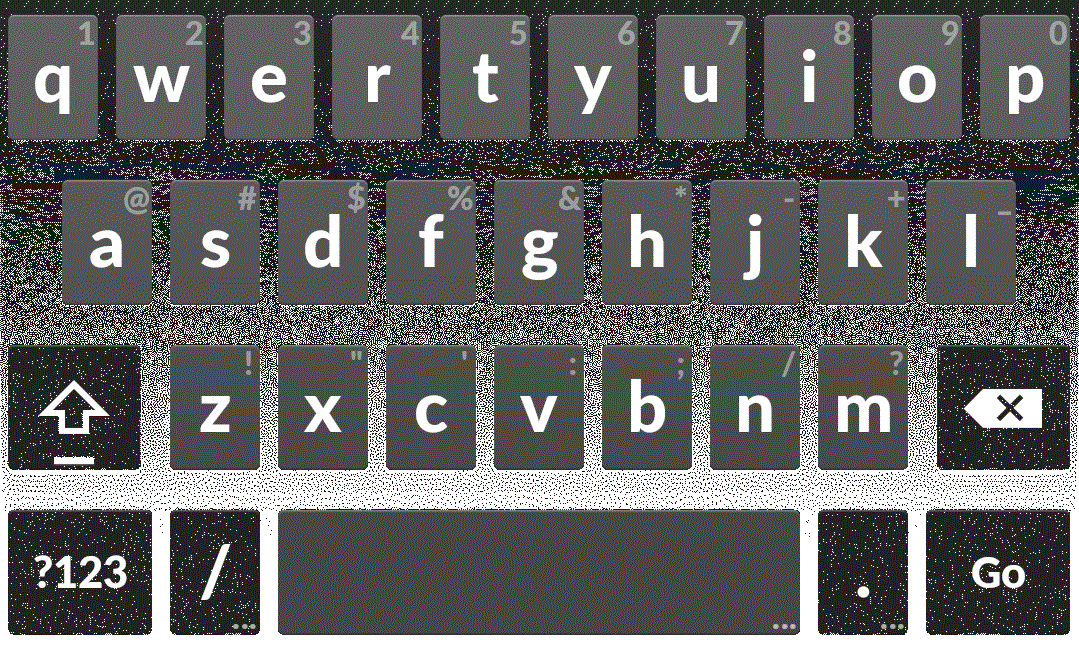 1 2 3 4 5 6 7 8 9 0
q w e r t y u i o p
@ # $ % & * - + _
a s d f g h j k l
! " ' : ; / ?
z x c v b n m
?123 / . Go